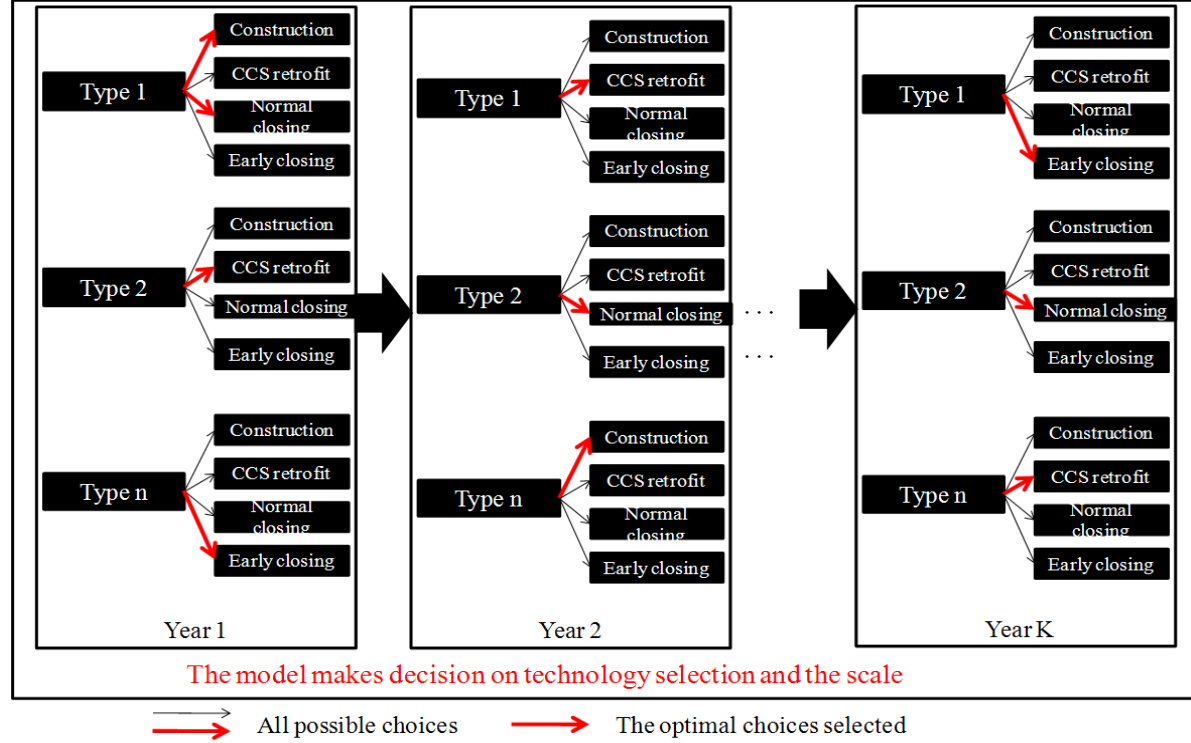 Type 1
Construction
CCS retrofit
Normal
closing
Early closing
Type 2
Construction
CCS retrofit
Normal closing
Early closing
Type n
Construction
CCS retrofit
Normal
closing
Early closing
Year 1
Type 1
Construction
CCS retrofit
Normal
closing
Early closing
Type 2
Construction
CCS retrofit
Normal closing
Early closing
Type n
Construction
CCS retrofit
Normal
closing
Early closing
Year 2
...
...
Type 1
Construction
CCS retrofit
Normal
closing
Early closing
Type 2
Construction
CCS retrofit
Normal closing
Early closing
Type n
Construction
CCS retrofit
Normal
closing
Early closing
Year K
The model makes decision on technology selection and the scale
All possible choices
The optimal choices selected